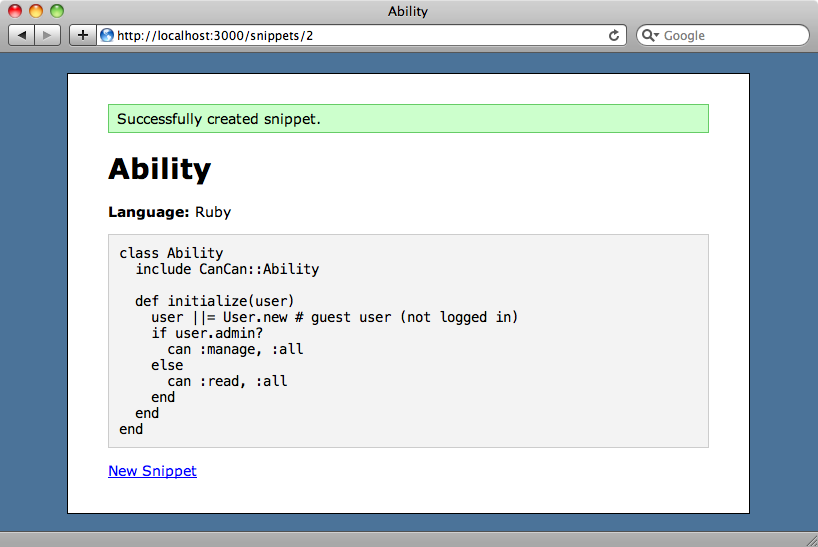 Ability
http://localhost:3000/snippets/2
Google
Successfully created snippet.
Ability
Language: Ruby
class Ability
  include CanCan::Ability

  def initialize(user)
    user ||= User.new # guest user (not logged in)
    if user.admin?
      can :manage, :all
    else
      can :read, :all
    end
  end
end
New Snippet